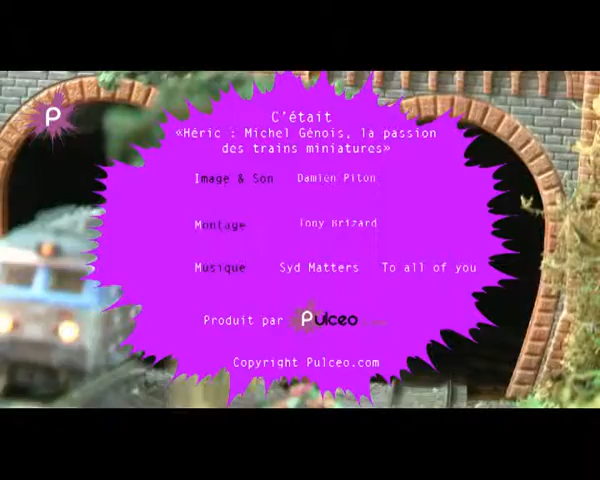 P
C'était
«Héric : Michel Génois, la passion
des trains miniatures»
Image & Son Damien Piton
Montage Tony Brizard
Musique Syd Matters To all of you
Produit par Pulceo
Copyright Pulceo.com